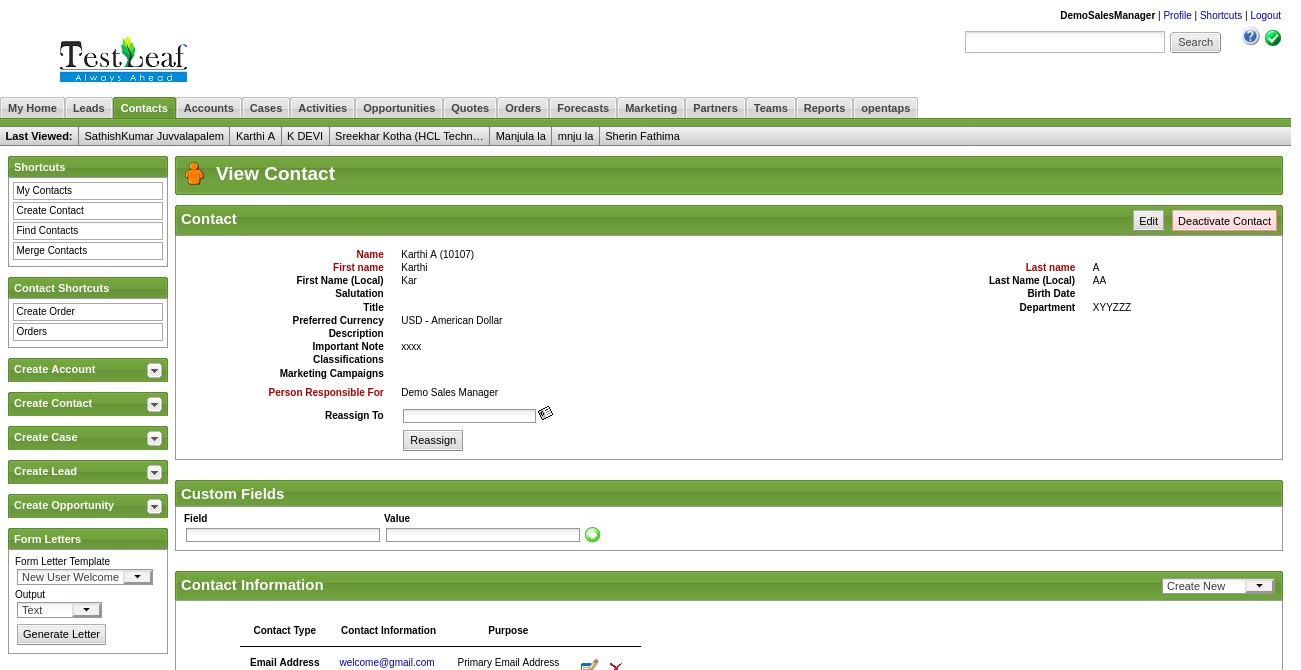 DemoSalesManager | Profile | Shortcuts | Logout
Search
TestLeaf
Always Ahead
My Home Leads Contacts Accounts Cases Activities Opportunities Quotes Orders Forecasts Marketing Partners Teams Reports opentaps
Last Viewed: SathishKumar Juvvalapalem Karthi A K DEVI Sreekhar Kotha (HCL Techn… Manjula la mnju la Sherin Fathima
Shortcuts
My Contacts
Create Contact
Find Contacts
Merge Contacts
Contact Shortcuts
Create Order
Orders
Create Account
Create Contact
Create Case
Create Lead
Create Opportunity
Form Letters
Form Letter Template
New User Welcome
Output
Text
Generate Letter
View Contact
Contact Edit Deactivate Contact
Name Karthi A (10107)
First name Karthi Last name A
First Name (Local) Kar Last Name (Local) AA
Salutation Birth Date
Title Department XYYZZZ
Preferred Currency USD - American Dollar
Description
Important Note xxxx
Classifications
Marketing Campaigns
Person Responsible For Demo Sales Manager
Reassign To
Reassign
Custom Fields
Field Value
Contact Information Create New
Contact Type Contact Information Purpose
Email Address welcome@gmail.com Primary Email Address